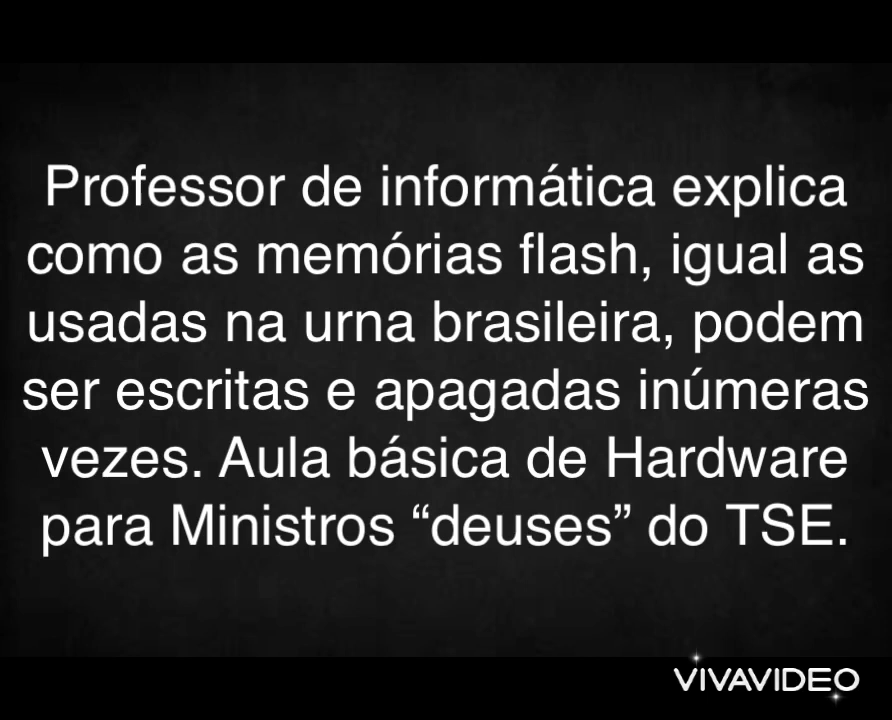 Professor de informática explica
como as memórias flash, igual as
usadas na urna brasileira, podem
ser escritas e apagadas inúmeras
vezes. Aula básica de Hardware
para Ministros “deuses” do TSE.
VIVAVIDEO